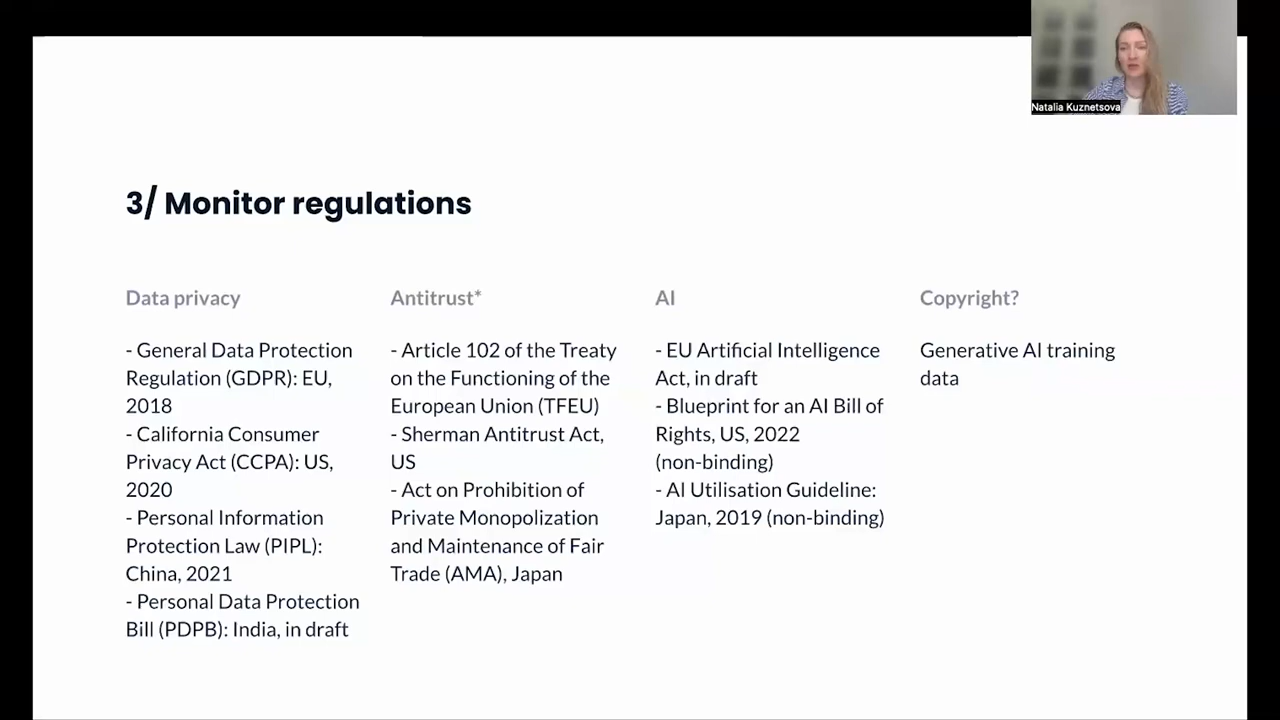 Natalia Kuznetsova
3/ Monitor regulations
Data privacy
- General Data Protection
Regulation (GDPR): EU,
2018
- California Consumer
Privacy Act (CCPA): US,
2020
- Personal Information
Protection Law (PIPL):
China, 2021
- Personal Data Protection
Bill (PDPB): India, in draft
Antitrust*
- Article 102 of the Treaty
on the Functioning of the
European Union (TFEU)
- Sherman Antitrust Act,
US
- Act on Prohibition of
Private Monopolization
and Maintenance of Fair
Trade (AMA), Japan
AI
- EU Artificial Intelligence
Act, in draft
- Blueprint for an AI Bill of
Rights, US, 2022
(non-binding)
- AI Utilisation Guideline:
Japan, 2019 (non-binding)
Copyright?
Generative AI training
data